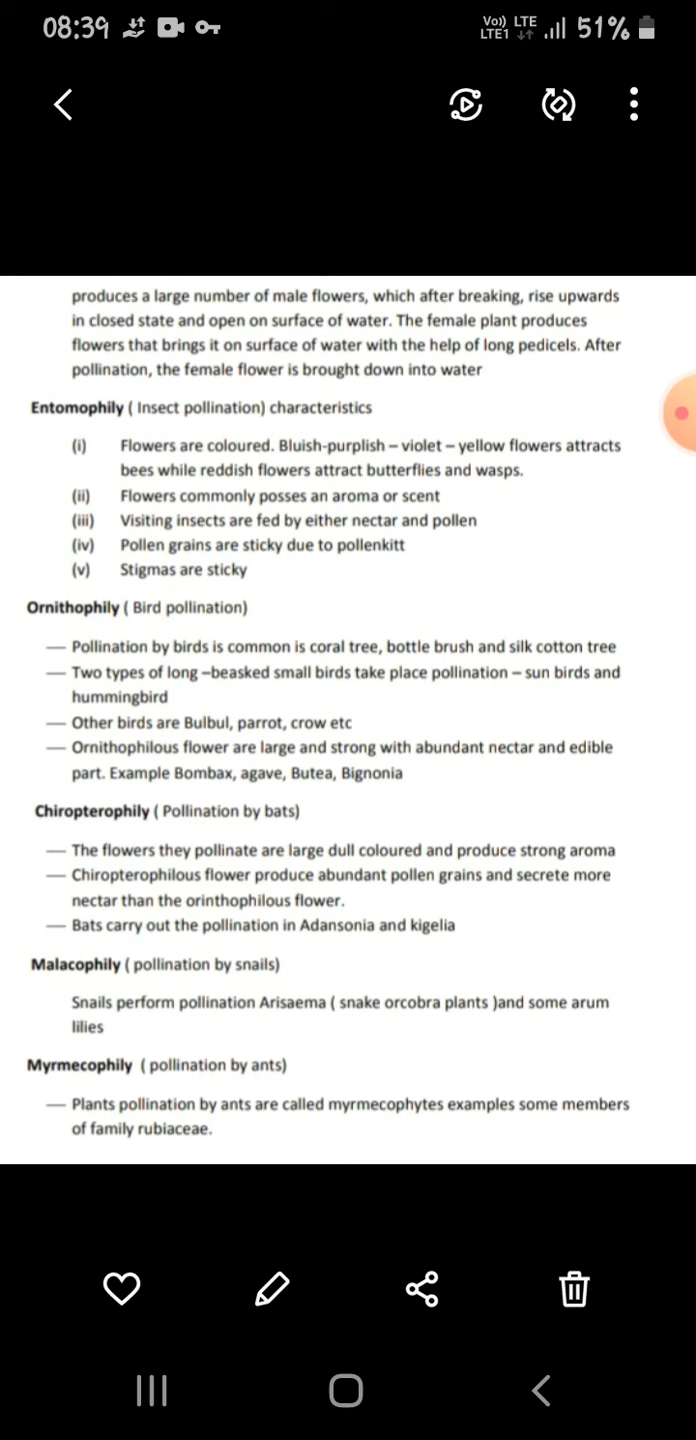 08:39
Vo)) LTE
LTE1
51%
produces a large number of male flowers, which after breaking, rise upwards
in closed state and open on surface of water. The female plant produces
flowers that brings it on surface of water with the help of long pedicels. After
pollination, the female flower is brought down into water
Entomophily ( Insect pollination) characteristics
(i) Flowers are coloured. Bluish-purplish – violet – yellow flowers attracts
bees while reddish flowers attract butterflies and wasps.
(ii) Flowers commonly posses an aroma or scent
(iii) Visiting insects are fed by either nectar and pollen
(iv) Pollen grains are sticky due to pollenkitt
(v) Stigmas are sticky
Ornithophily ( Bird pollination)
— Pollination by birds is common is coral tree, bottle brush and silk cotton tree
— Two types of long –beasked small birds take place pollination – sun birds and
hummingbird
— Other birds are Bulbul, parrot, crow etc
— Ornithophilous flower are large and strong with abundant nectar and edible
part. Example Bombax, agave, Butea, Bignonia
Chiropterophily ( Pollination by bats)
— The flowers they pollinate are large dull coloured and produce strong aroma
— Chiropterophilous flower produce abundant pollen grains and secrete more
nectar than the orinthophilous flower.
— Bats carry out the pollination in Adansonia and kigelia
Malacophily ( pollination by snails)
Snails perform pollination Arisaema ( snake orcobra plants )and some arum
lilies
Myrmecophily ( pollination by ants)
— Plants pollination by ants are called myrmecophytes examples some members
of family rubiaceae.